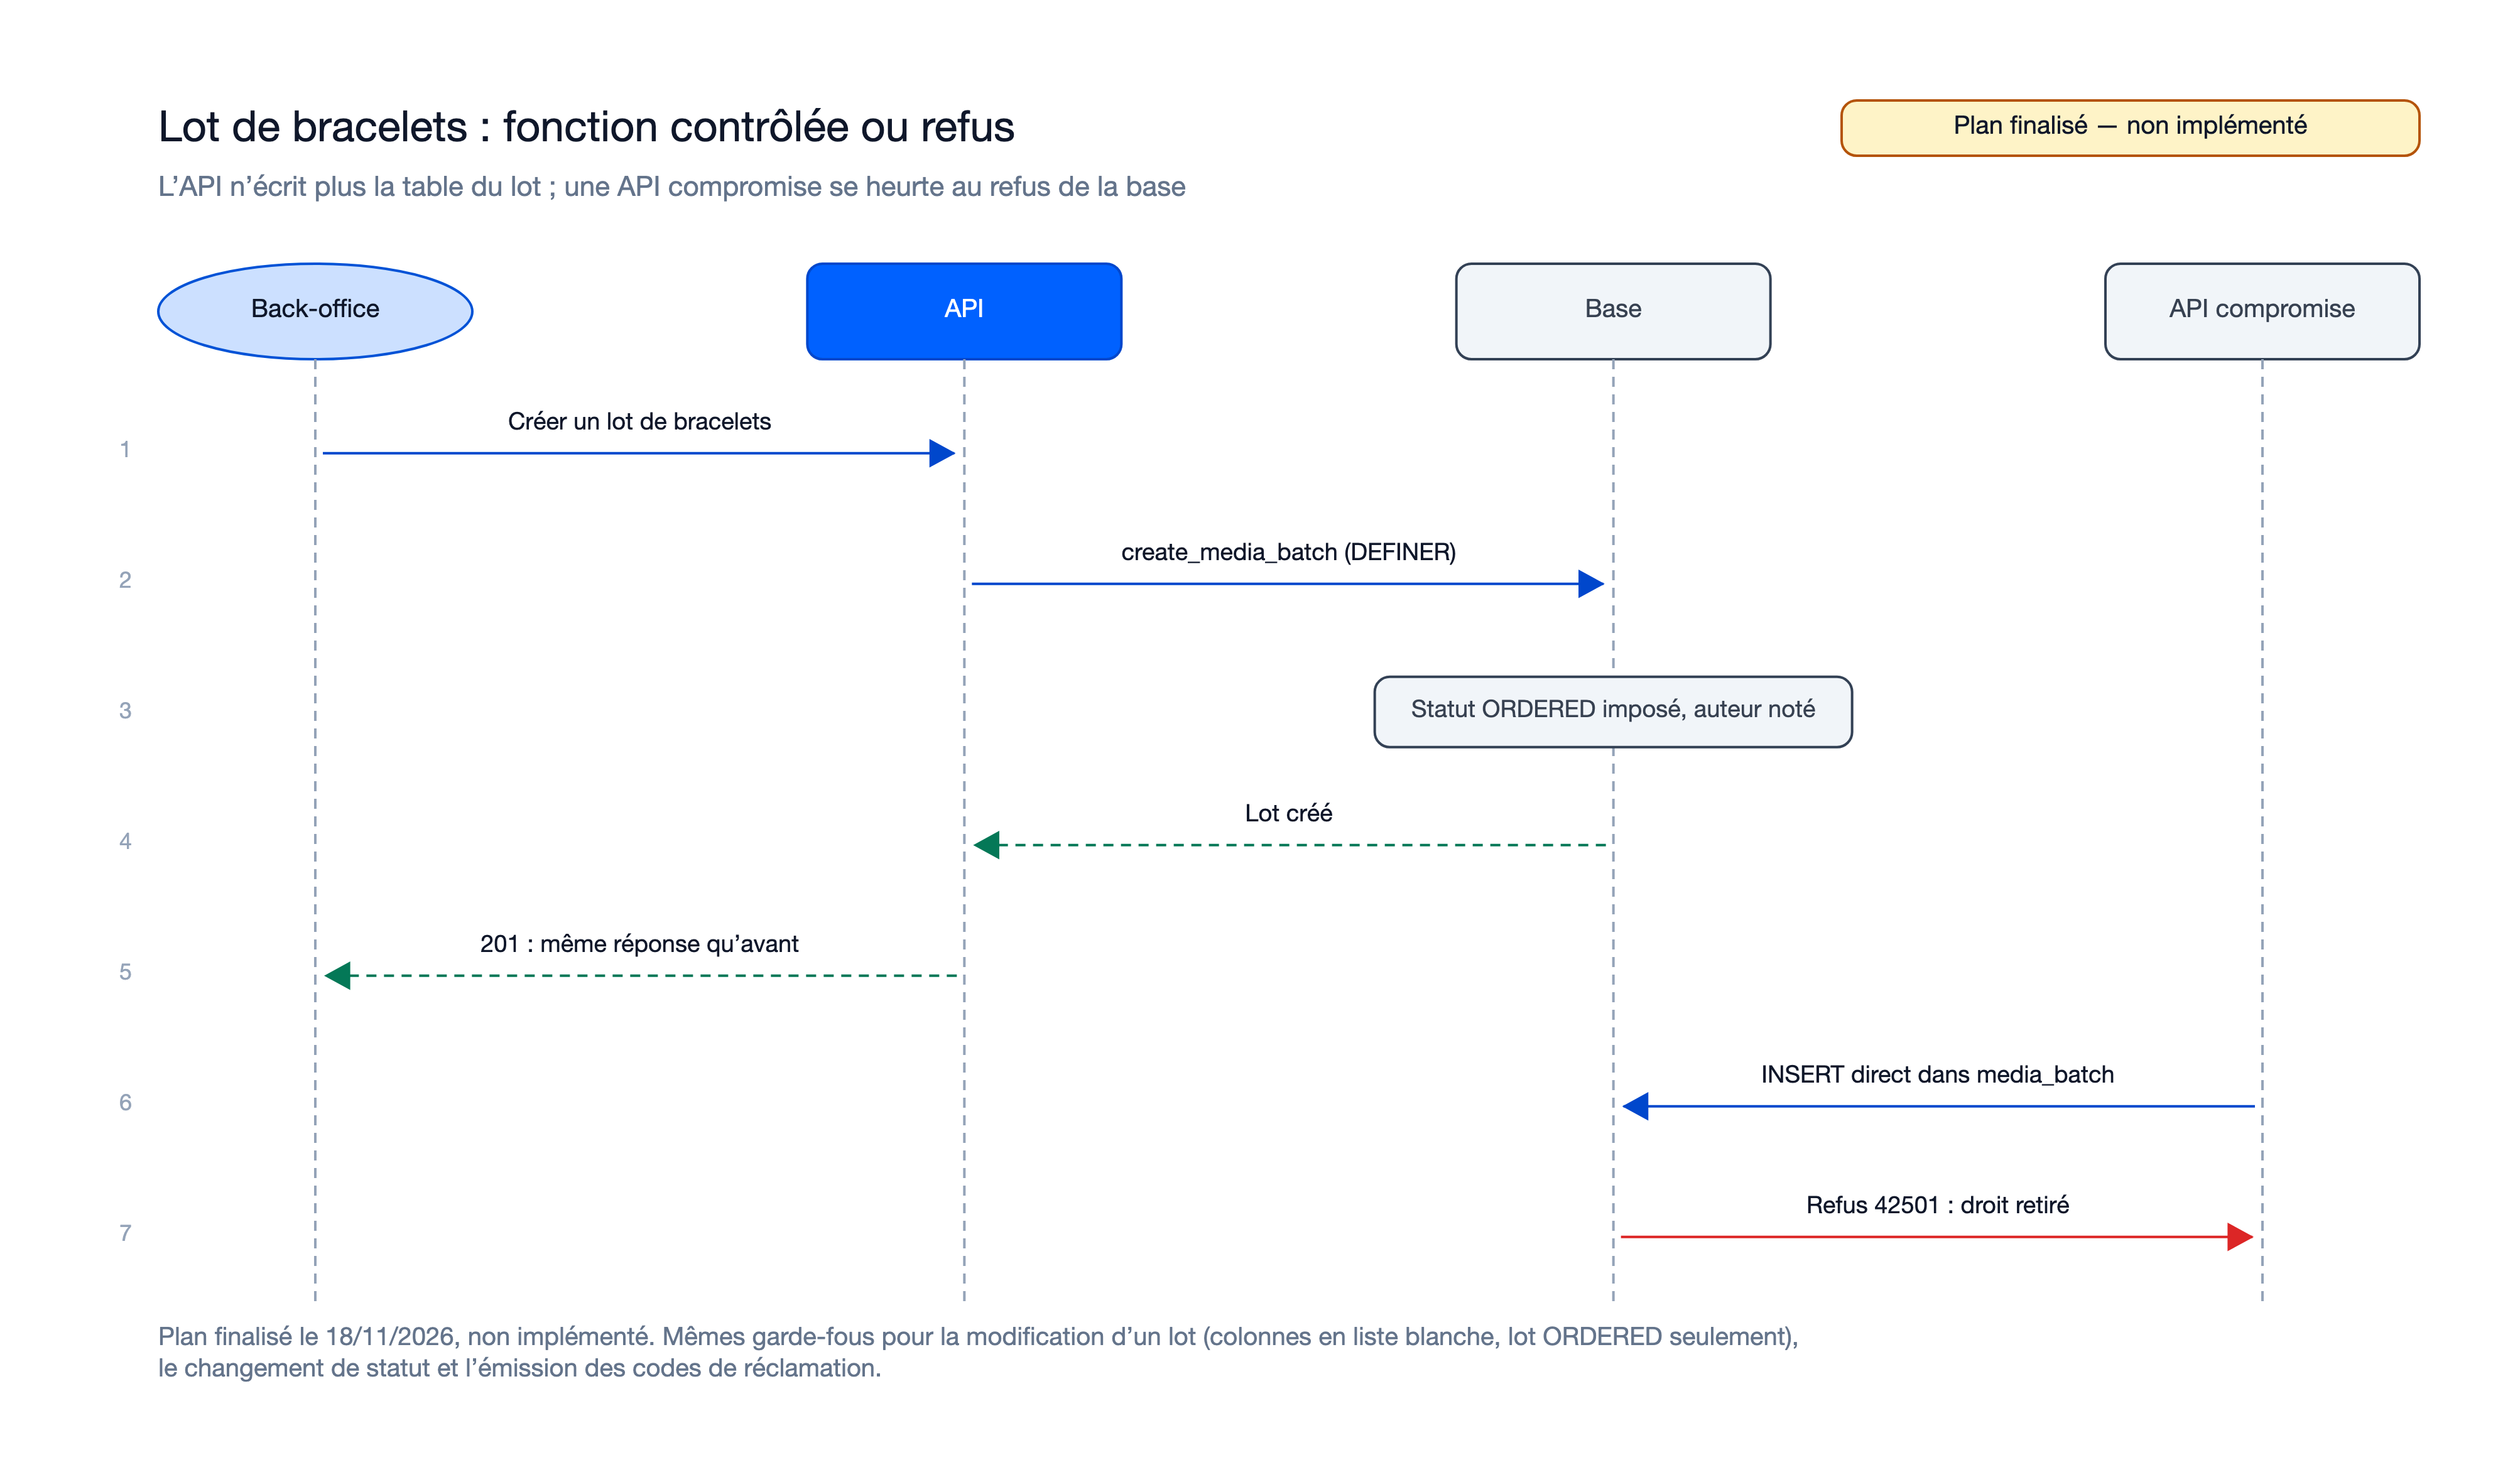 Lot de bracelets : fonction contrôlée ou refus
Plan finalisé — non implémenté
L’API n’écrit plus la table du lot ; une API compromise se heurte au refus de la base
Back-office
API
Base
API compromise
Créer un lot de bracelets
1
create_media_batch (DEFINER)
2
Statut ORDERED imposé, auteur noté
3
Lot créé
4
201 : même réponse qu’avant
5
INSERT direct dans media_batch
6
Refus 42501 : droit retiré
7
Plan finalisé le 18/11/2026, non implémenté. Mêmes garde-fous pour la modification d’un lot (colonnes en liste blanche, lot ORDERED seulement),
le changement de statut et l’émission des codes de réclamation.